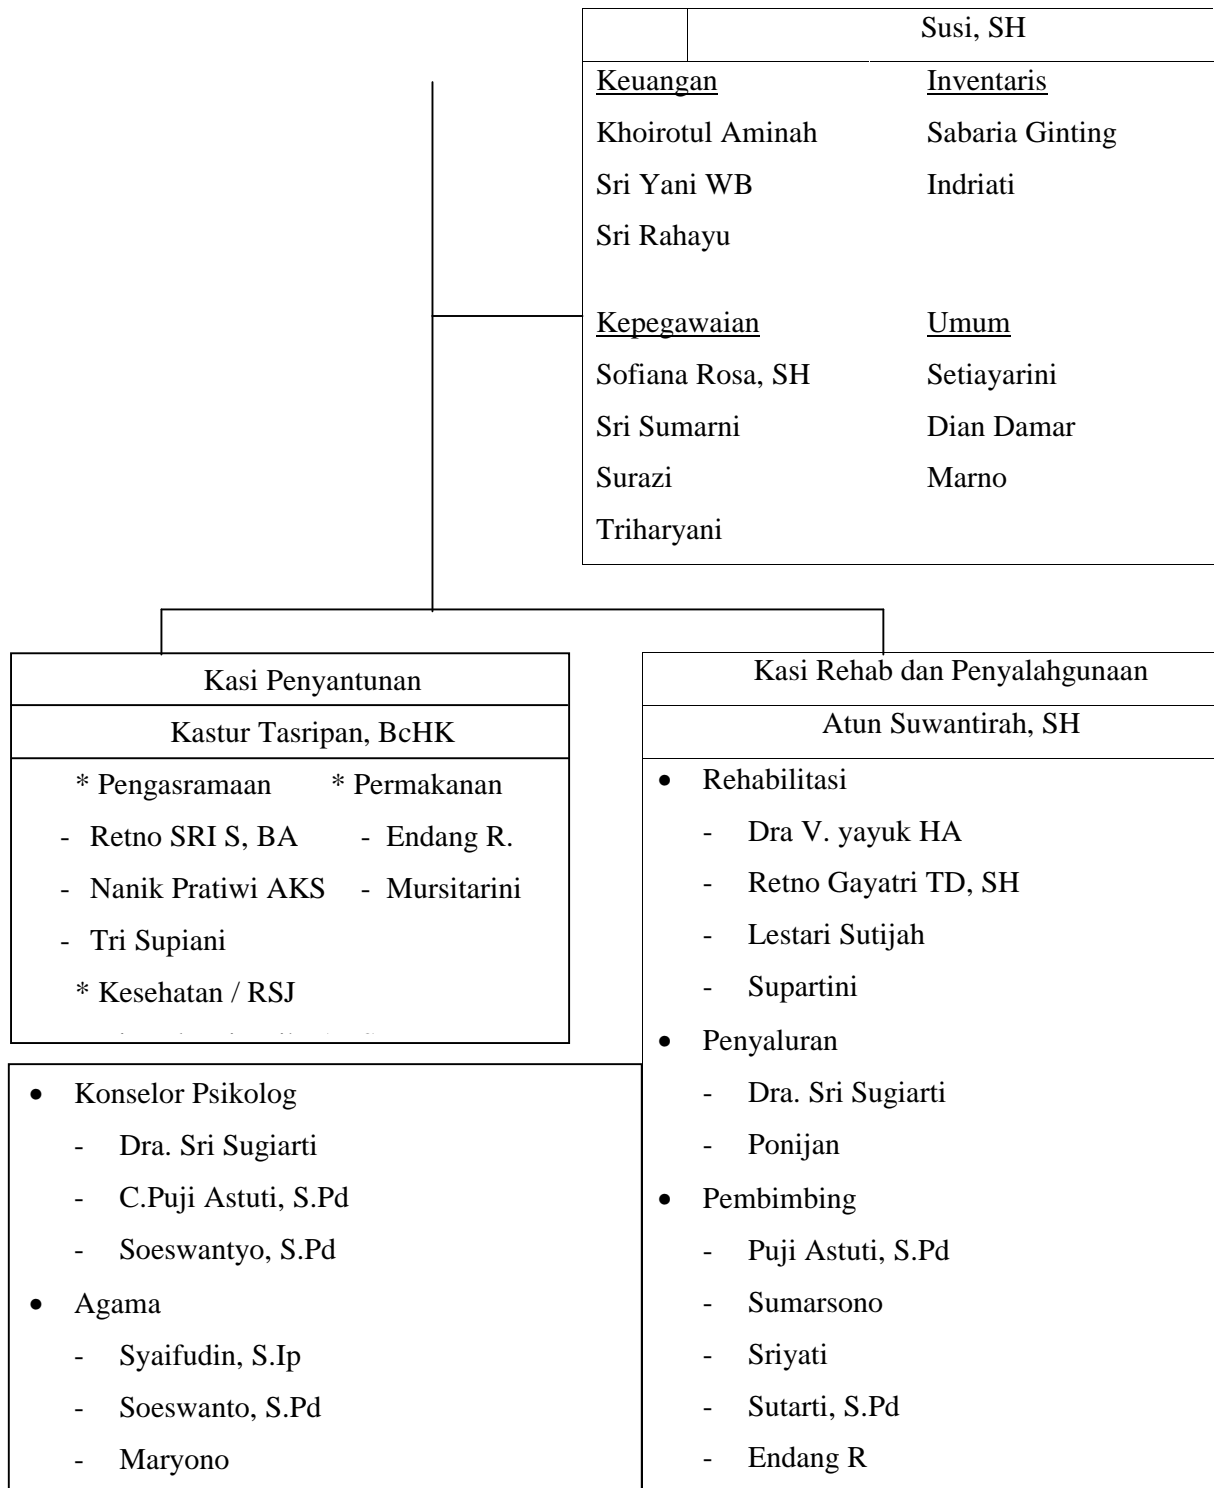 Susi, SH
Keuangan Inventaris
Khoirotul Aminah Sabaria Ginting
Sri Yani WB Indriati
Sri Rahayu
Kepegawaian Umum
Sofiana Rosa, SH Setiayarini
Sri Sumarni Dian Damar
Surazi Marno
Triharyani
Kasi Penyantunan
Kastur Tasripan, BcHK
* Pengasramaan * Permakanan
- Retno SRI S, BA - Endang R.
- Nanik Pratiwi AKS - Mursitarini
- Tri Supiani
* Kesehatan / RSJ
• Konselor Psikolog
- Dra. Sri Sugiarti
- C.Puji Astuti, S.Pd
- Soeswantyo, S.Pd
• Agama
- Syaifudin, S.Ip
- Soeswanto, S.Pd
- Maryono
Kasi Rehab dan Penyalahgunaan
Atun Suwantirah, SH
• Rehabilitasi
- Dra V. yayuk HA
- Retno Gayatri TD, SH
- Lestari Sutijah
- Supartini
• Penyaluran
- Dra. Sri Sugiarti
- Ponijan
• Pembimbing
- Puji Astuti, S.Pd
- Sumarsono
- Sriyati
- Sutarti, S.Pd
- Endang R